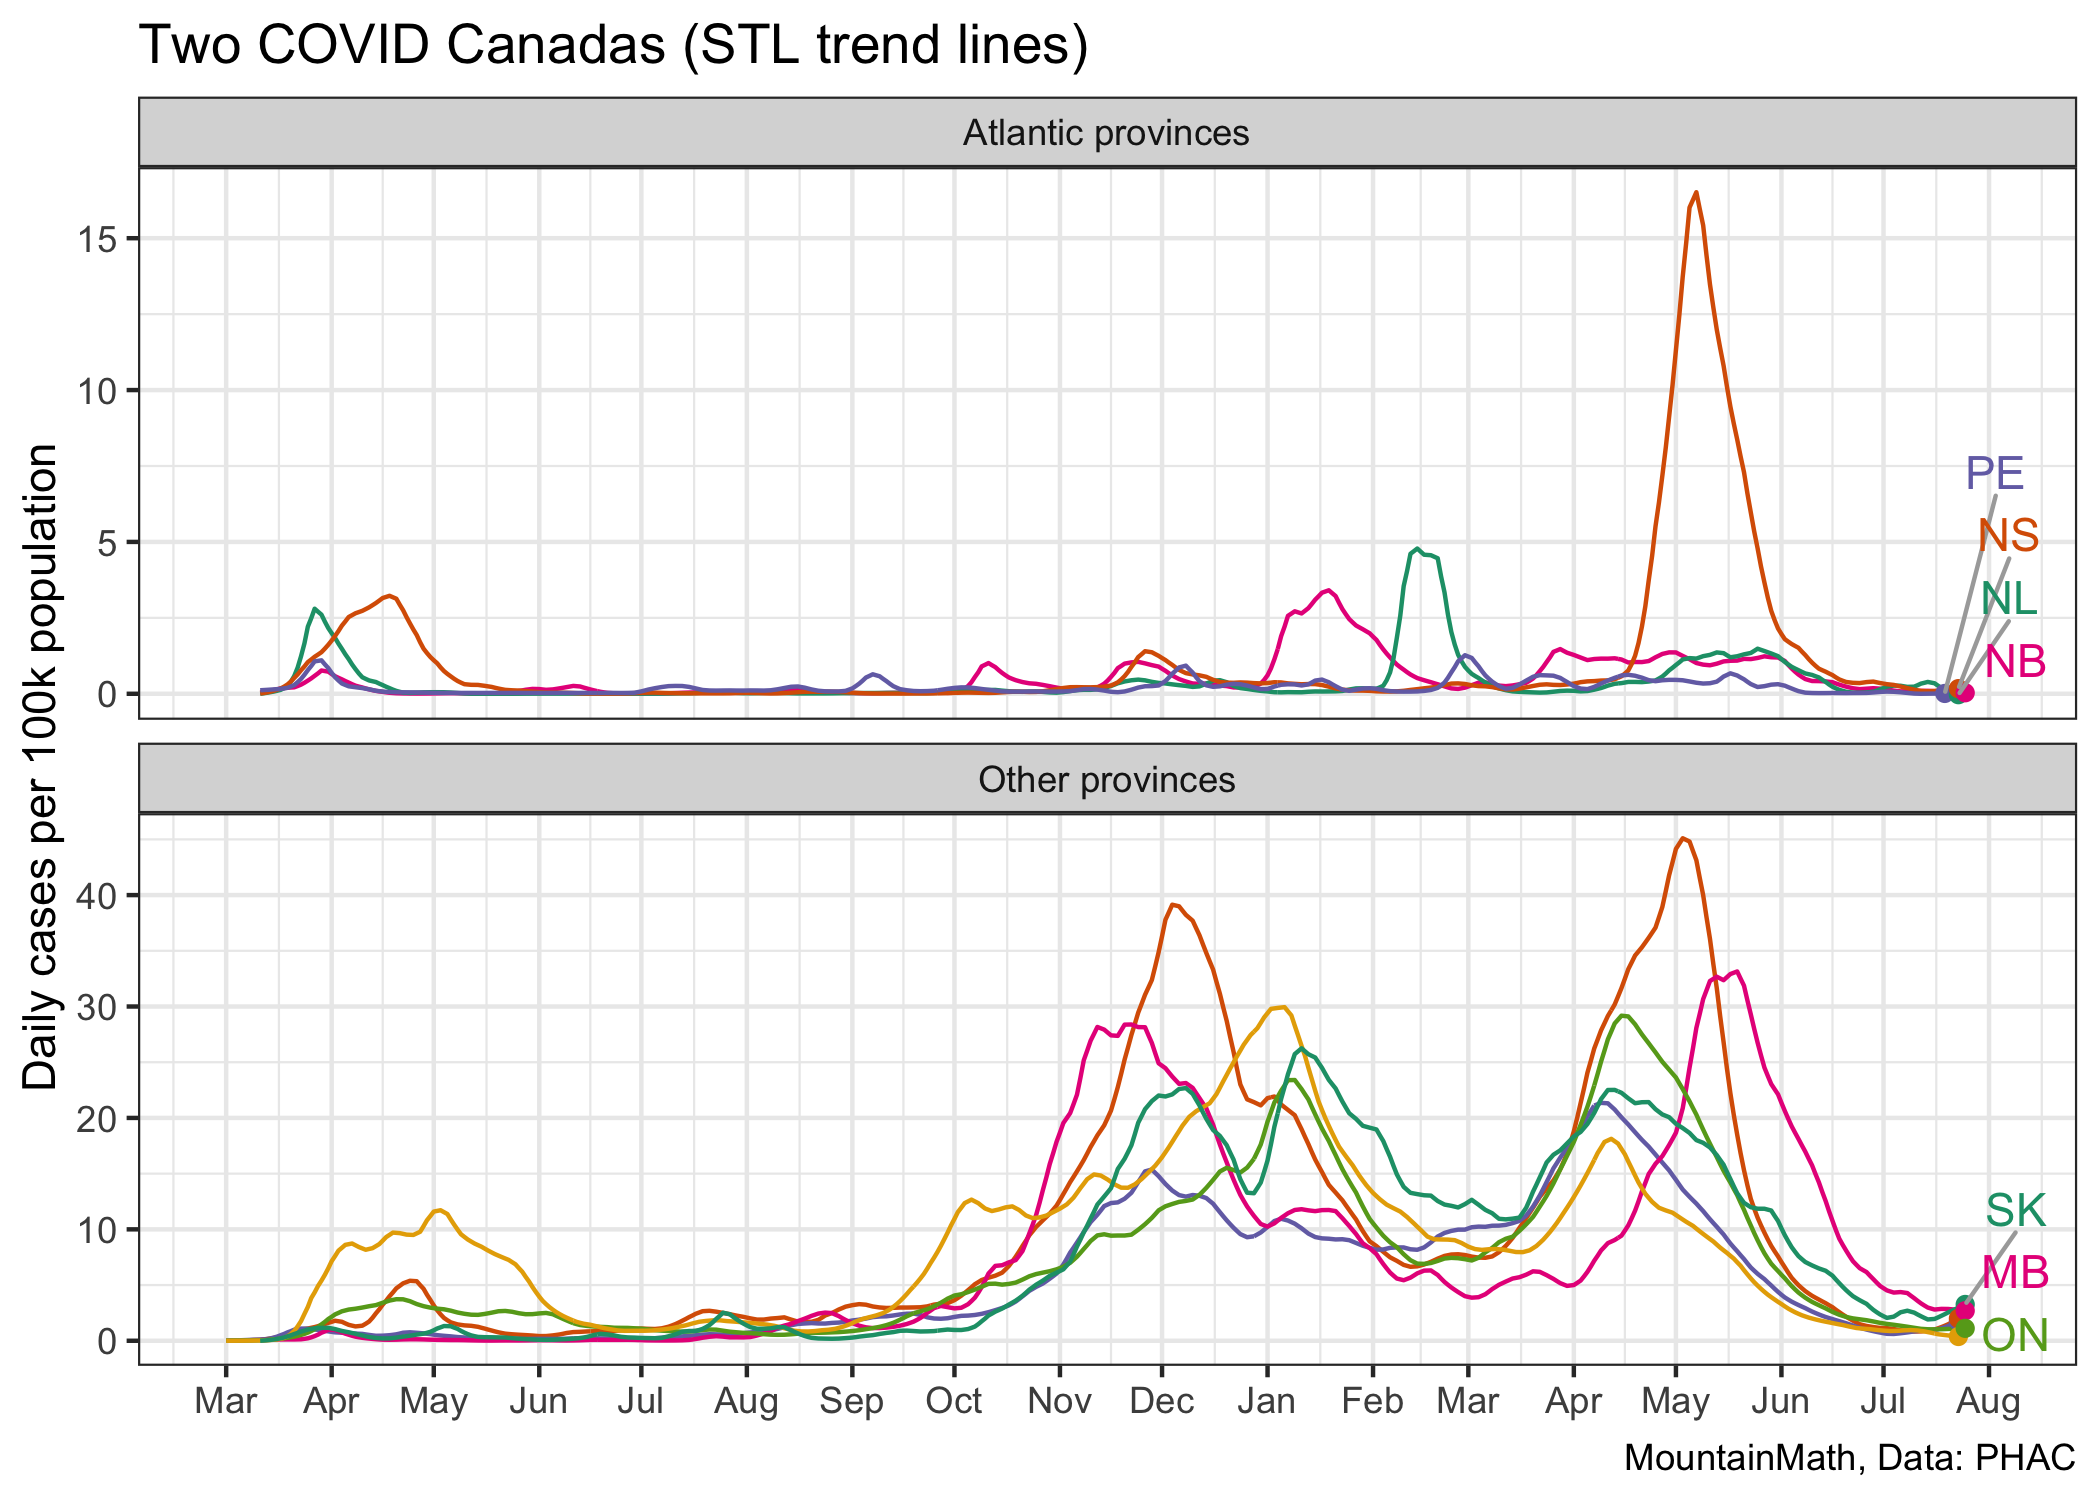 Two COVID Canadas (STL trend lines)
Atlantic provinces
15
10
5
0
PE
NS
NL
NB
Daily cases per 100k population
Other provinces
40
30
20
10
0
SK
MB
ON
Mar Apr May Jun Jul Aug Sep Oct Nov Dec Jan Feb Mar Apr May Jun Jul Aug
MountainMath, Data: PHAC